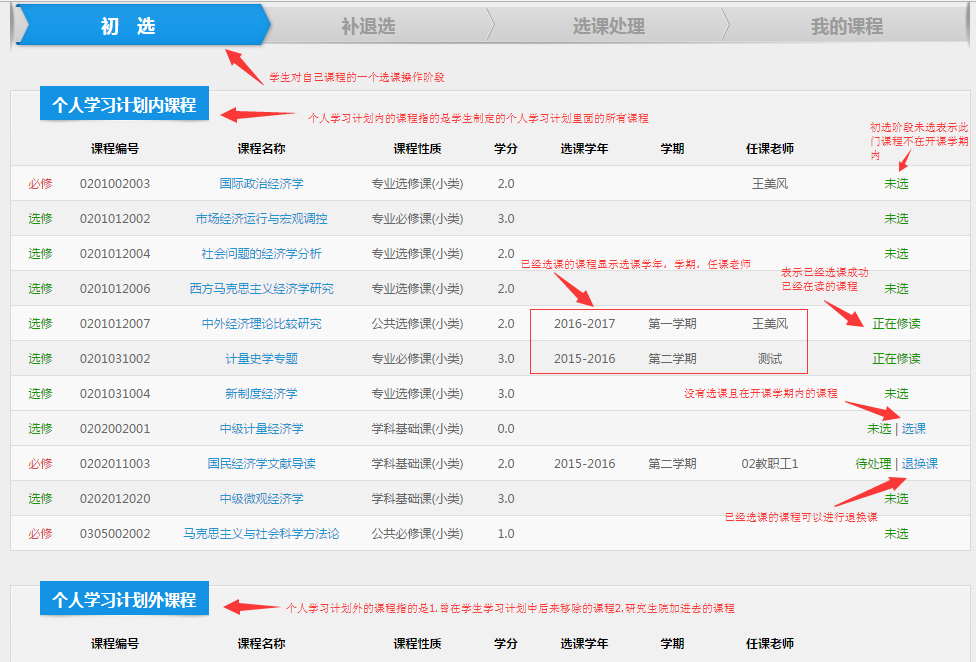 初 选 补退选 选课处理 我的课程
学生对自己课程的一个选课操作阶段
个人学习计划内课程
个人学习计划内的课程指的是学生制定的个人学习计划里面的所有课程
初选阶段未选表示此
门课程不在开课学期
内
课程编号 课程名称 课程性质 学分 选课学年 学期 任课老师
必修 0201002003 国际政治经济学 专业选修课(小类) 2.0 王美风 未选
选修 0201012002 市场经济运行与宏观调控 专业必修课(小类) 3.0 未选
选修 0201012004 社会问题的经济学分析 专业选修课(小类) 2.0 未选
已经选课的课程显示选课学年，学期，任课老师
表示已经选课成功
已经在读的课程
选修 0201012006 西方马克思主义经济学研究 专业选修课(小类) 2.0 未选
选修 0201012007 中外经济理论比较研究 公共选修课(小类) 2.0 2016-2017 第一学期 王美风 正在修读
选修 0201031002 计量史学专题 专业必修课(小类) 3.0 2015-2016 第二学期 测试 正在修读
选修 0201031004 新制度经济学 专业选修课(小类) 3.0 未选
没有选课且在开课学期内的课程
选修 0202002001 中级计量经济学 学科基础课(小类) 0.0 未选 | 选课
必修 0202011003 国民经济学文献导读 学科基础课(小类) 2.0 2015-2016 第二学期 02教职工1 待处理 | 退换课
选修 0202012020 中级微观经济学 学科基础课(小类) 3.0 未选
已经选课的课程可以进行退换课
必修 0305002002 马克思主义与社会科学方法论 公共必修课(小类) 1.0 未选
个人学习计划外课程
个人学习计划外的课程指的是1.曾在学生学习计划中后来移除的课程2.研究生院加进去的课程
课程编号 课程名称 课程性质 学分 选课学年 学期 任课老师